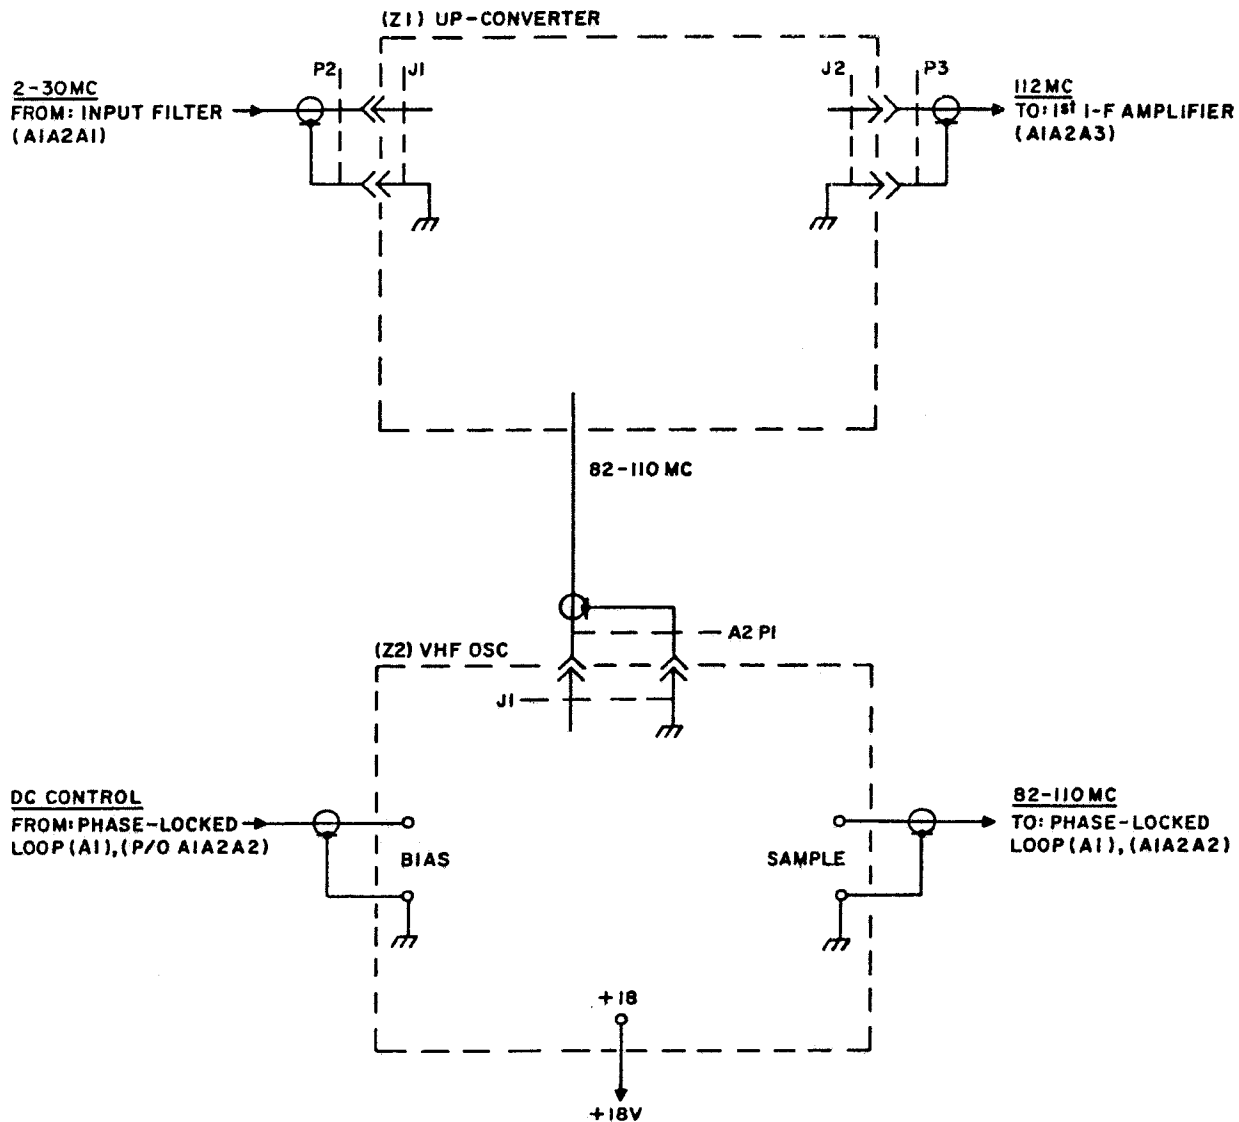 (Z1) UP-CONVERTER
P2
J1
J2
P3
2-30MC
FROM: INPUT FILTER
(A1A2A1)
112MC
TO: 1st I-F AMPLIFIER
(A1A2A3)
82-110 MC
A2 P1
(Z2) VHF OSC
J1
DC CONTROL
FROM: PHASE-LOCKED
LOOP (A1), (P/O A1A2A2)
BIAS
SAMPLE
82-110MC
TO: PHASE-LOCKED
LOOP (A1), (A1A2A2)
+18
+18V